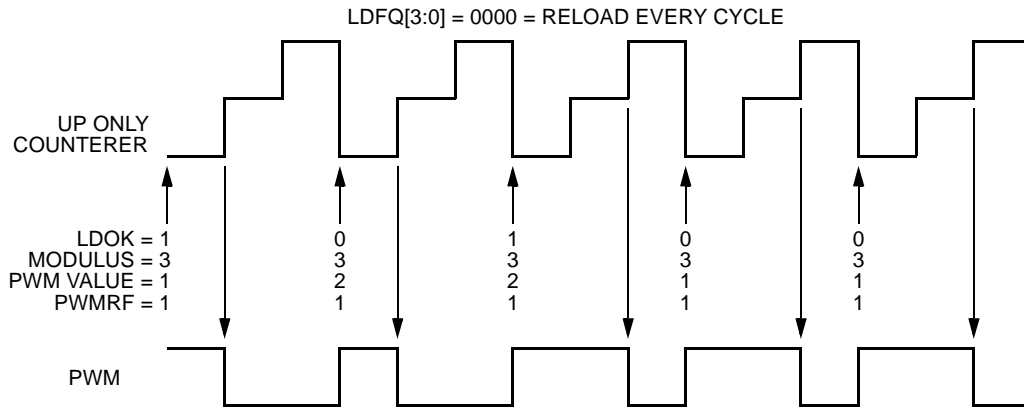 LDFQ[3:0] = 0000 = RELOAD EVERY CYCLE
UP ONLY
COUNTERER
LDOK = 1 0 1 0 0
MODULUS = 3 3 3 3 3
PWM VALUE = 1 2 2 1 1
PWMRF = 1 1 1 1 1
PWM